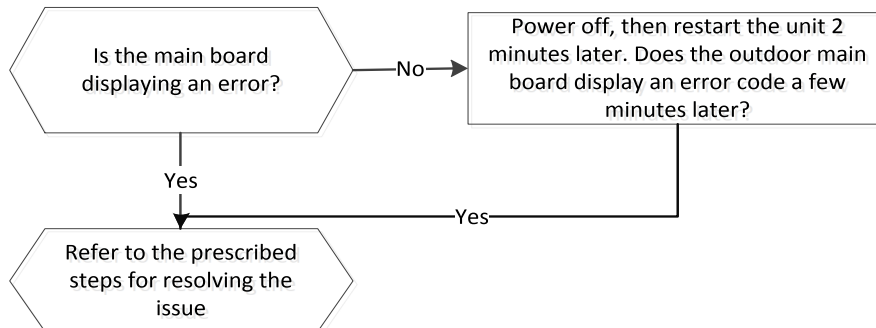 Is the main board
displaying an error?
No
Power off, then restart the unit 2
minutes later. Does the outdoor main
board display an error code a few
minutes later?
Yes
Yes
Refer to the prescribed
steps for resolving the
issue